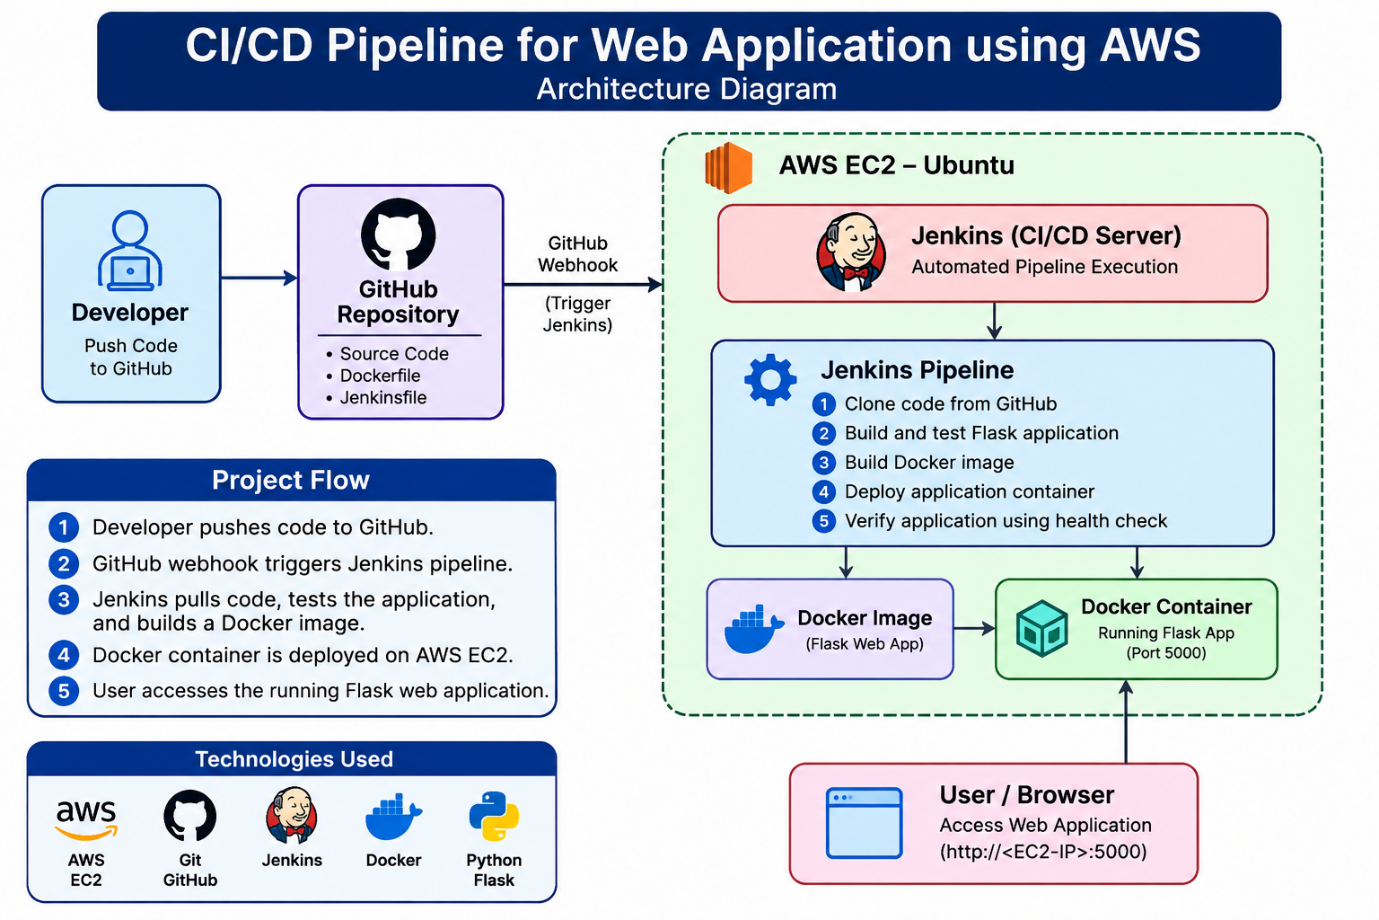 CI/CD Pipeline for Web Application using AWS
Architecture Diagram
Developer
Push Code
to GitHub
GitHub
Repository
• Source Code
• Dockerfile
• Jenkinsfile
GitHub
Webhook
(Trigger
Jenkins)
AWS EC2 – Ubuntu
Jenkins (CI/CD Server)
Automated Pipeline Execution
Jenkins Pipeline
1 Clone code from GitHub
2 Build and test Flask application
3 Build Docker image
4 Deploy application container
5 Verify application using health check
Docker Image
(Flask Web App)
Docker Container
Running Flask App
(Port 5000)
User / Browser
Access Web Application
(http://<EC2-IP>:5000)
Project Flow
1 Developer pushes code to GitHub.
2 GitHub webhook triggers Jenkins pipeline.
3 Jenkins pulls code, tests the application,
and builds a Docker image.
4 Docker container is deployed on AWS EC2.
5 User accesses the running Flask web application.
Technologies Used
aws
AWS
EC2
Git
GitHub
Jenkins
Docker
Python
Flask